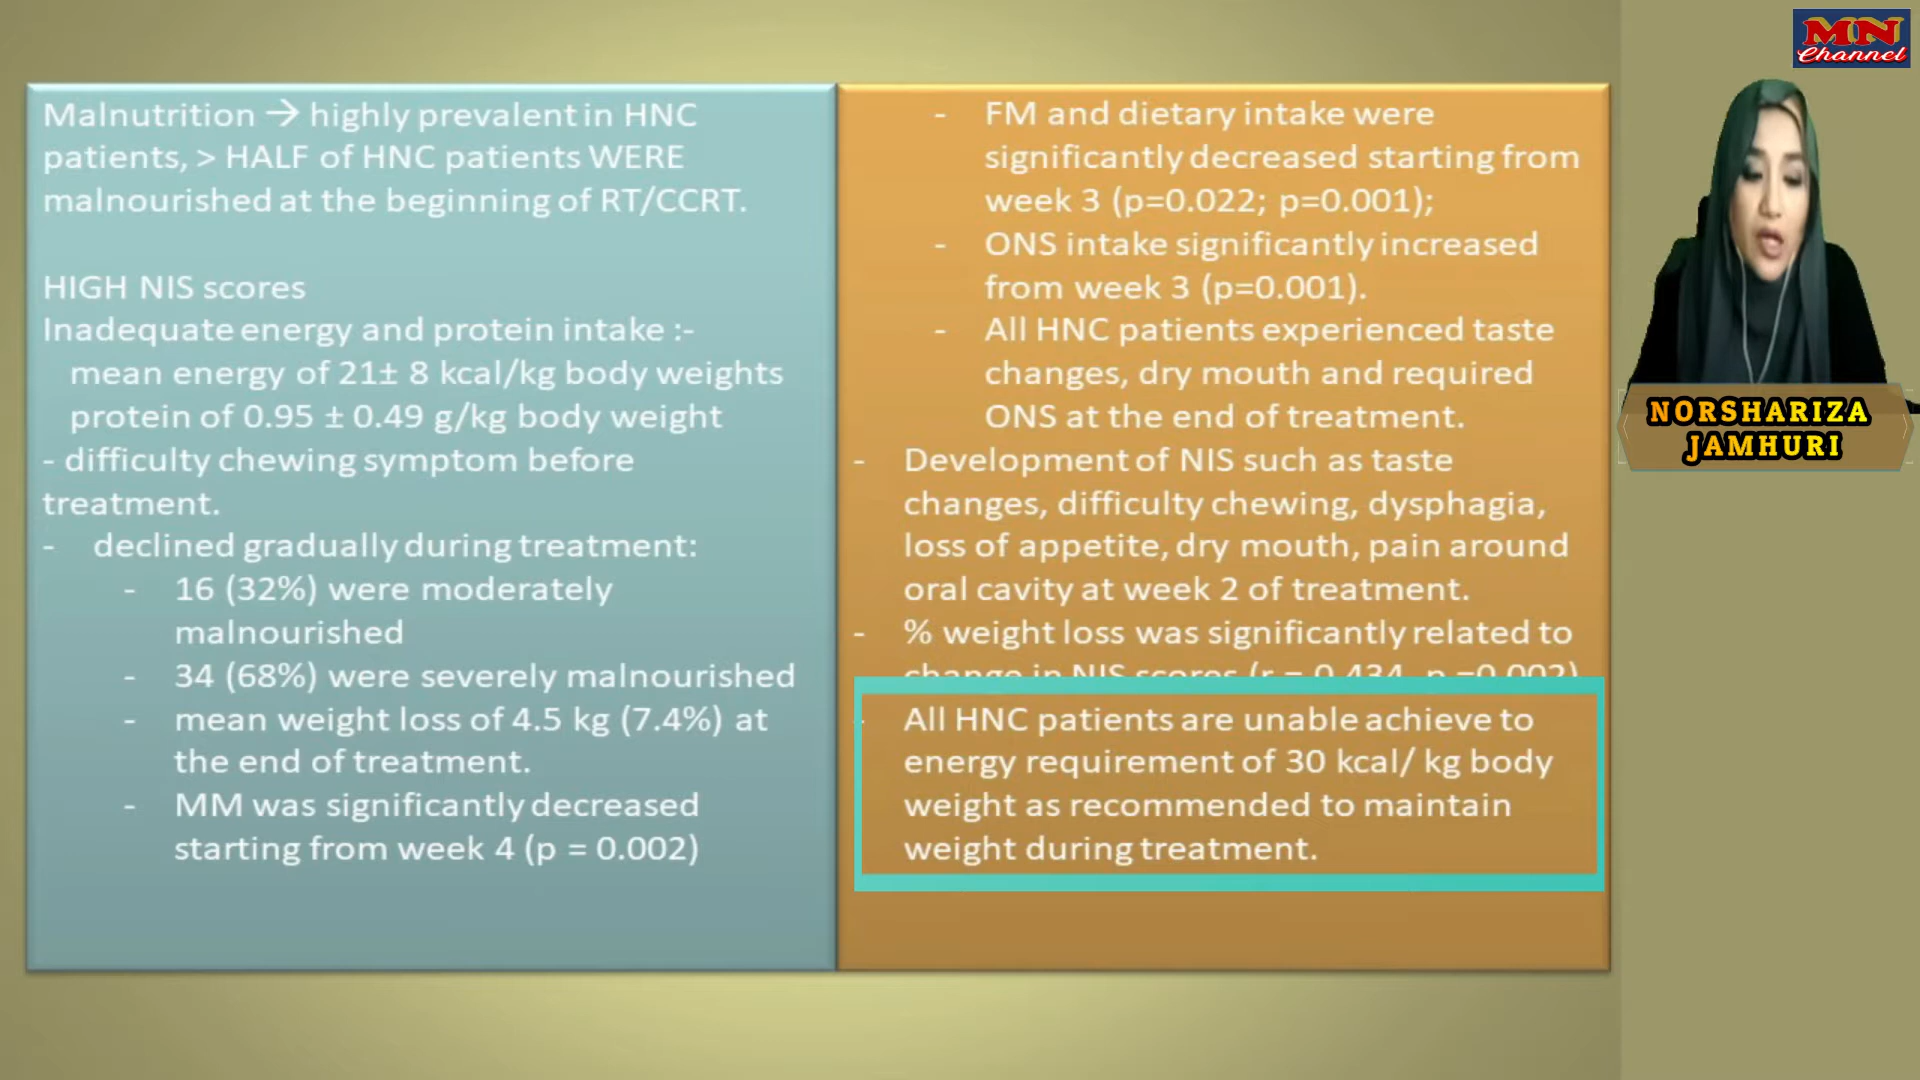 MN
Channel
Malnutrition → highly prevalent in HNC
patients, > HALF of HNC patients WERE
malnourished at the beginning of RT/CCRT.
HIGH NIS scores
Inadequate energy and protein intake :-
mean energy of 21± 8 kcal/kg body weights
protein of 0.95 ± 0.49 g/kg body weight
- difficulty chewing symptom before
treatment.
- declined gradually during treatment:
- 16 (32%) were moderately
malnourished
- 34 (68%) were severely malnourished
- mean weight loss of 4.5 kg (7.4%) at
the end of treatment.
- MM was significantly decreased
starting from week 4 (p = 0.002)
- FM and dietary intake were
significantly decreased starting from
week 3 (p=0.022; p=0.001);
- ONS intake significantly increased
from week 3 (p=0.001).
- All HNC patients experienced taste
changes, dry mouth and required
ONS at the end of treatment.
- Development of NIS such as taste
changes, difficulty chewing, dysphagia,
loss of appetite, dry mouth, pain around
oral cavity at week 2 of treatment.
- % weight loss was significantly related to
change in NIS scores (r = 0.434, p =0.002)
- All HNC patients are unable achieve to
energy requirement of 30 kcal/ kg body
weight as recommended to maintain
weight during treatment.
NORSHARIZA
JAMHURI